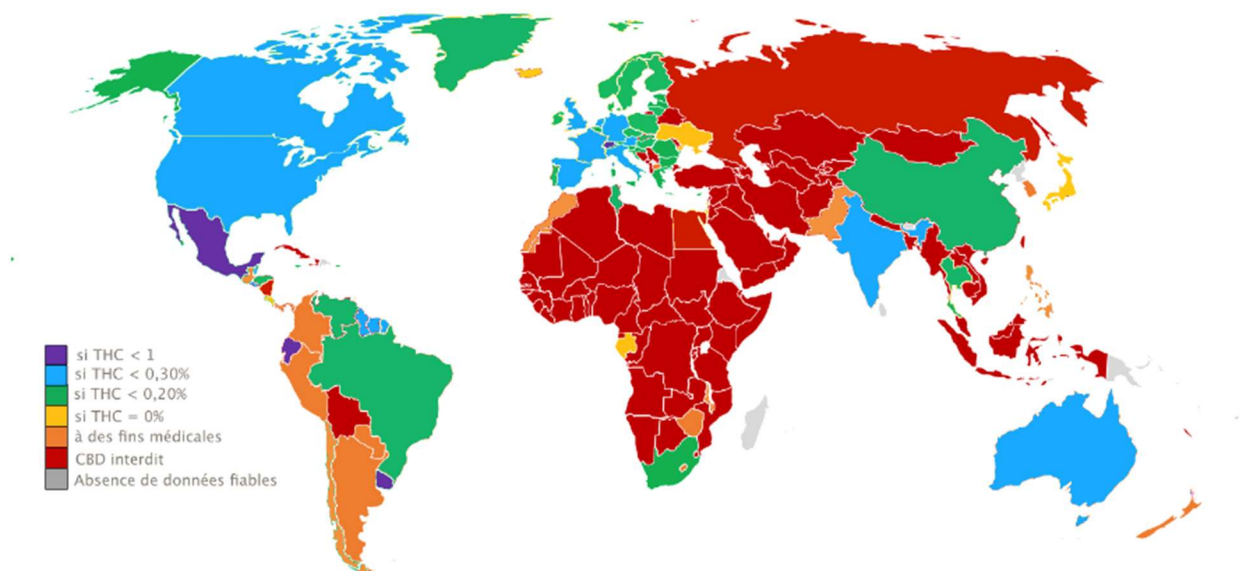 si THC < 1
si THC < 0,30%
si THC < 0,20%
si THC = 0%
à des fins médicales
CBD interdit
Absence de données fiables